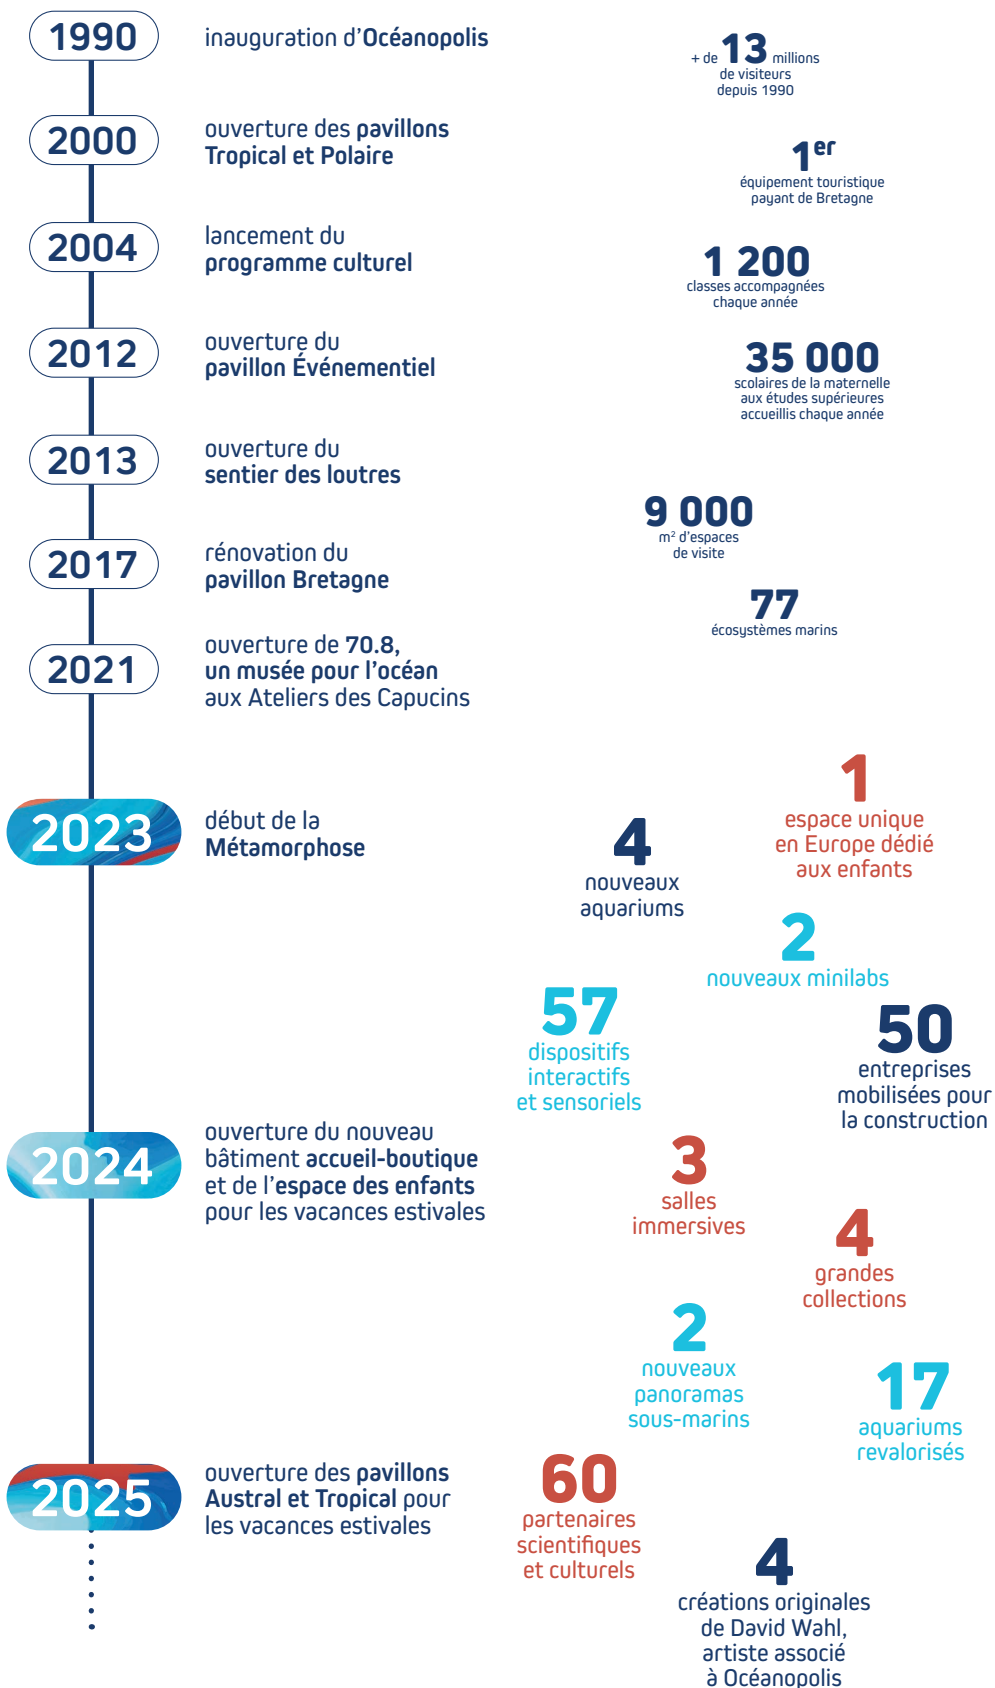 1990
inauguration d’Océanopolis
2000
ouverture des pavillons
Tropical et Polaire
2004
lancement du
programme culturel
2012
ouverture du
pavillon Événementiel
2013
ouverture du
sentier des loutres
2017
rénovation du
pavillon Bretagne
2021
ouverture de 70.8,
un musée pour l’océan
aux Ateliers des Capucins
2023
début de la
Métamorphose
2024
ouverture du nouveau
bâtiment accueil-boutique
et de l’espace des enfants
pour les vacances estivales
2025
ouverture des pavillons
Austral et Tropical pour
les vacances estivales
+ de 13 millions
de visiteurs
depuis 1990
1er
équipement touristique
payant de Bretagne
1 200
classes accompagnées
chaque année
35 000
scolaires de la maternelle
aux études supérieures
accueillis chaque année
9 000
m² d’espaces
de visite
77
écosystèmes marins
1
espace unique
en Europe dédié
aux enfants
4
nouveaux
aquariums
2
nouveaux minilabs
57
dispositifs
interactifs
et sensoriels
50
entreprises
mobilisées pour
la construction
3
salles
immersives
4
grandes
collections
2
nouveaux
panoramas
sous-marins
17
aquariums
revalorisés
60
partenaires
scientifiques
et culturels
4
créations originales
de David Wahl,
artiste associé
à Océanopolis